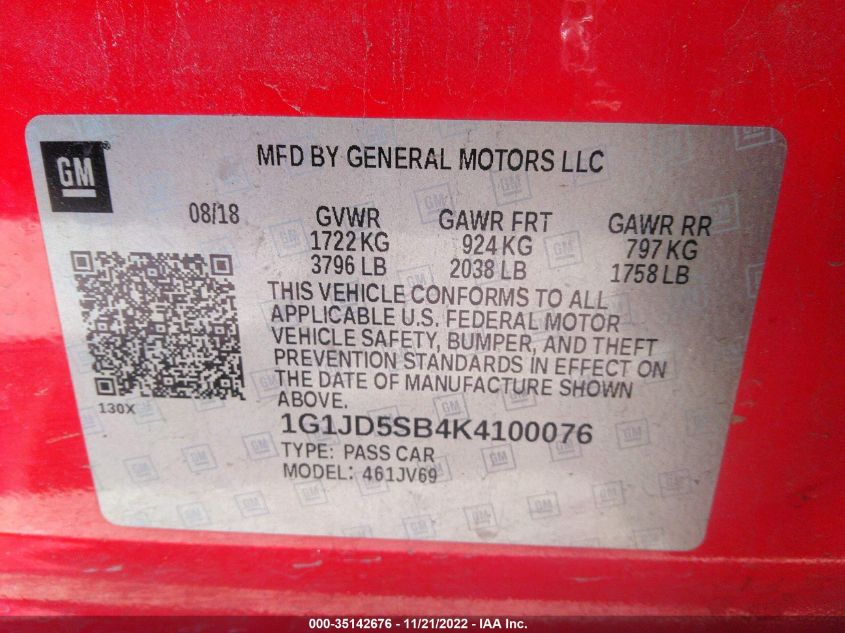 GM
MFD BY GENERAL MOTORS LLC
08/18 GVWR GAWR FRT GAWR RR
1722 KG 924 KG 797 KG
3796 LB 2038 LB 1758 LB
THIS VEHICLE CONFORMS TO ALL
APPLICABLE U.S. FEDERAL MOTOR
VEHICLE SAFETY, BUMPER, AND THEFT
PREVENTION STANDARDS IN EFFECT ON
THE DATE OF MANUFACTURE SHOWN
ABOVE.
130X
1G1JD5SB4K4100076
TYPE: PASS CAR
MODEL: 461JV69
000-35142676 - 11/21/2022 - IAA Inc.